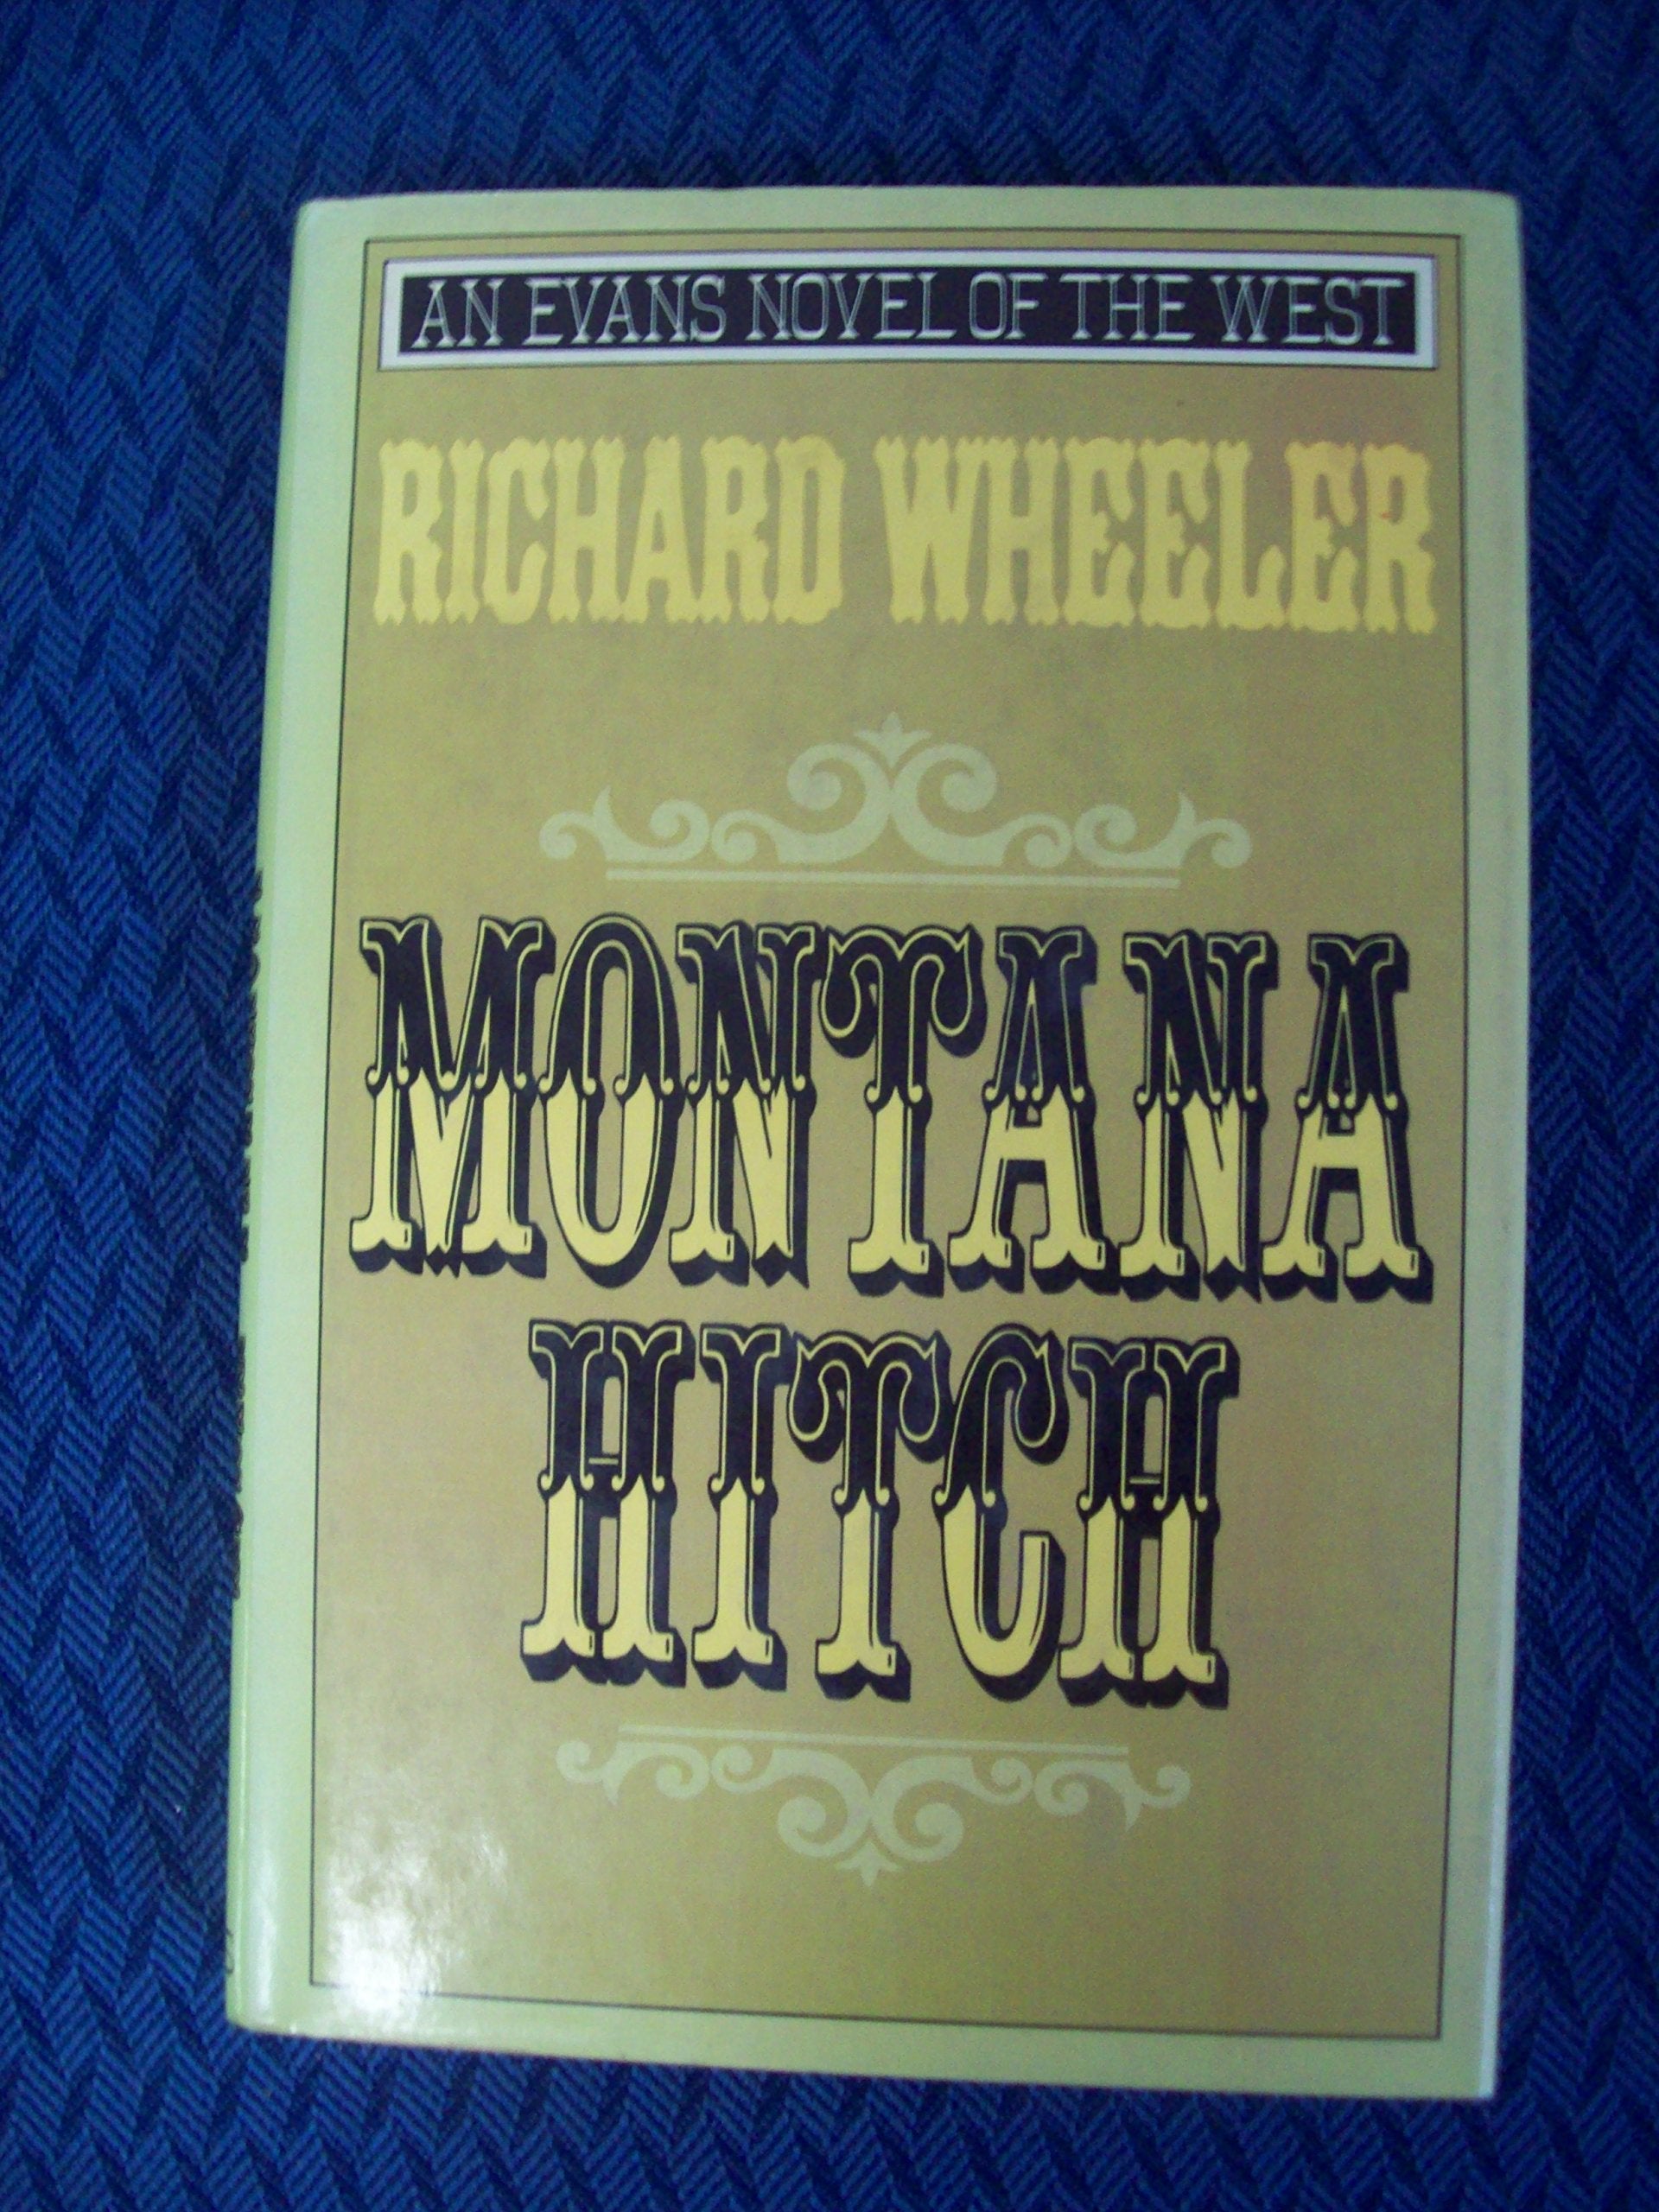 AN EVANS NOVEL OF THE WEST
RICHARD WHEELER
MONTANA
HITCH